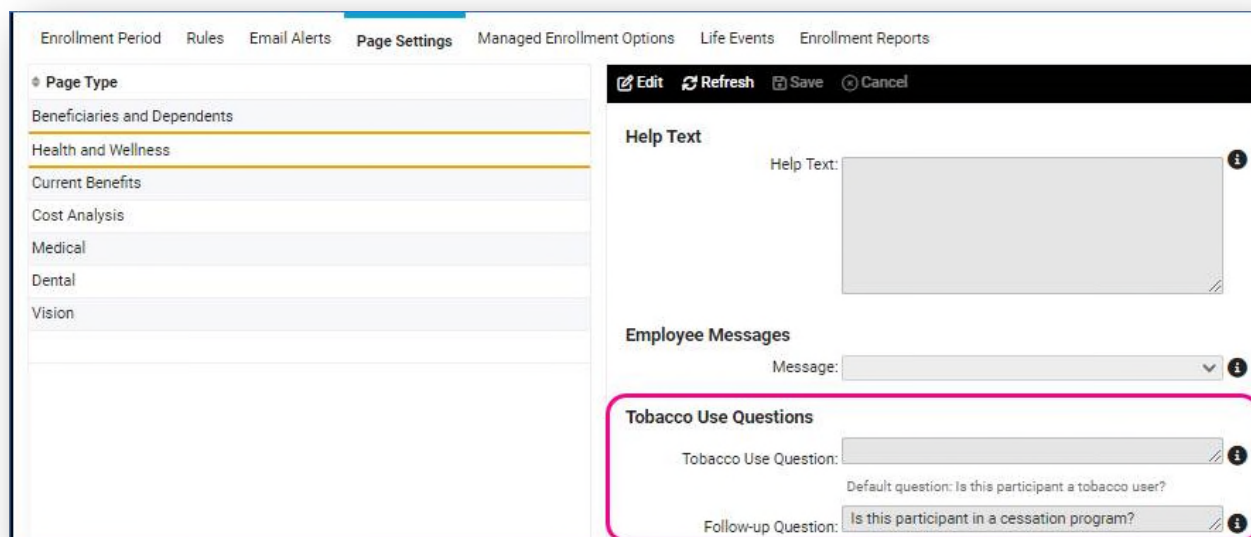 Enrollment Period Rules Email Alerts Page Settings Managed Enrollment Options Life Events Enrollment Reports
Page Type
Beneficiaries and Dependents
Health and Wellness
Current Benefits
Cost Analysis
Medical
Dental
Vision
Edit Refresh Save Cancel
Help Text
Help Text:
Employee Messages
Message:
Tobacco Use Questions
Tobacco Use Question:
Default question: Is this participant a tobacco user?
Follow-up Question: Is this participant in a cessation program?